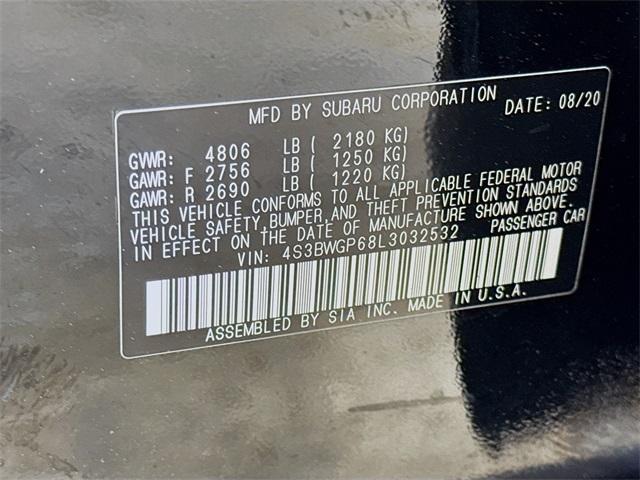 MFD BY SUBARU CORPORATION DATE: 08/20
GVWR: 4806 LB ( 2180 KG)
GAWR: F 2756 LB ( 1250 KG)
GAWR: R 2690 LB ( 1220 KG)
THIS VEHICLE CONFORMS TO ALL APPLICABLE FEDERAL MOTOR
VEHICLE SAFETY,BUMPER,AND THEFT PREVENTION STANDARDS
IN EFFECT ON THE DATE OF MANUFACTURE SHOWN ABOVE.
VIN: 4S3BWGP68L3032532 PASSENGER CAR
ASSEMBLED BY SIA INC. MADE IN U.S.A.